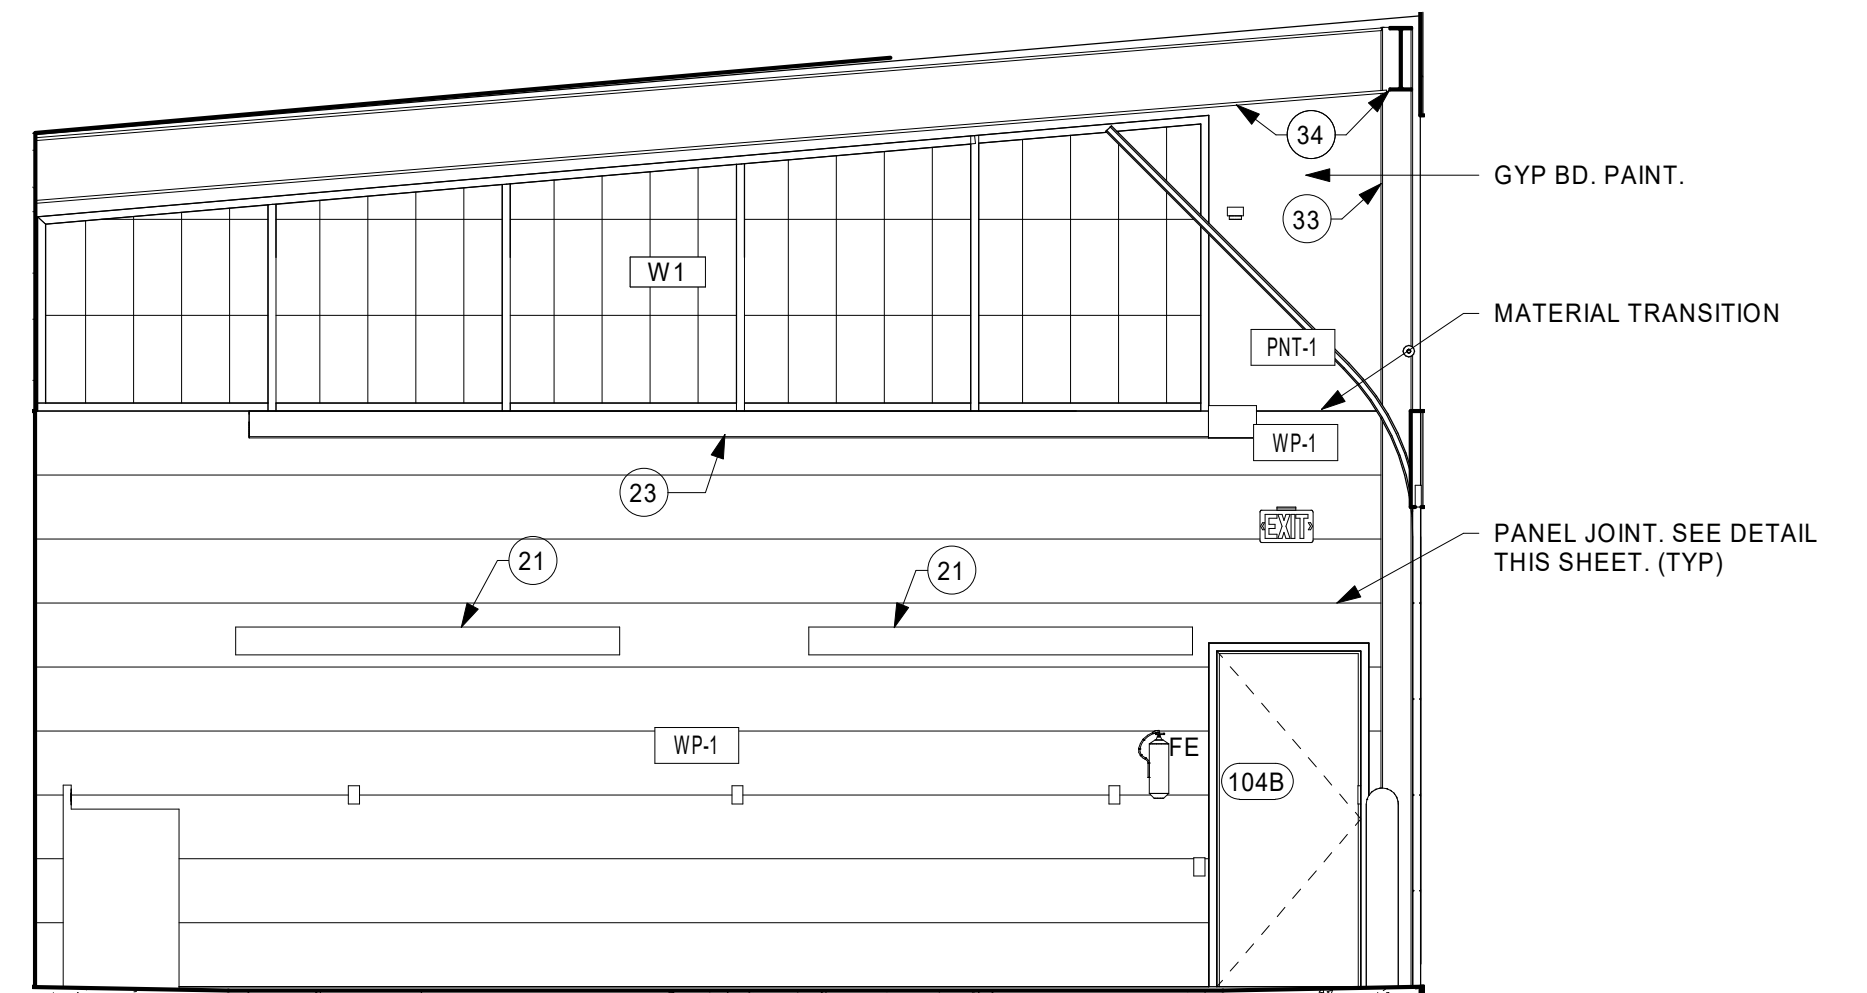 34
GYP BD. PAINT.
33
W1
MATERIAL TRANSITION
PNT-1
WP-1
23
EXIT
PANEL JOINT. SEE DETAIL
THIS SHEET. (TYP)
21
21
WP-1
FE
104B